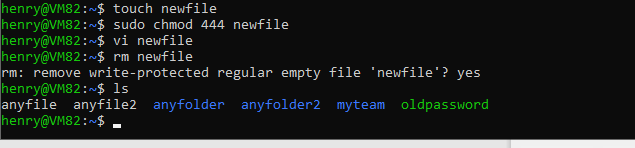 henry@VM82:~$ touch newfile
henry@VM82:~$ sudo chmod 444 newfile
henry@VM82:~$ vi newfile
henry@VM82:~$ rm newfile
rm: remove write-protected regular empty file 'newfile'? yes
henry@VM82:~$ ls
anyfile  anyfile2  anyfolder  anyfolder2  myteam  oldpassword
henry@VM82:~$